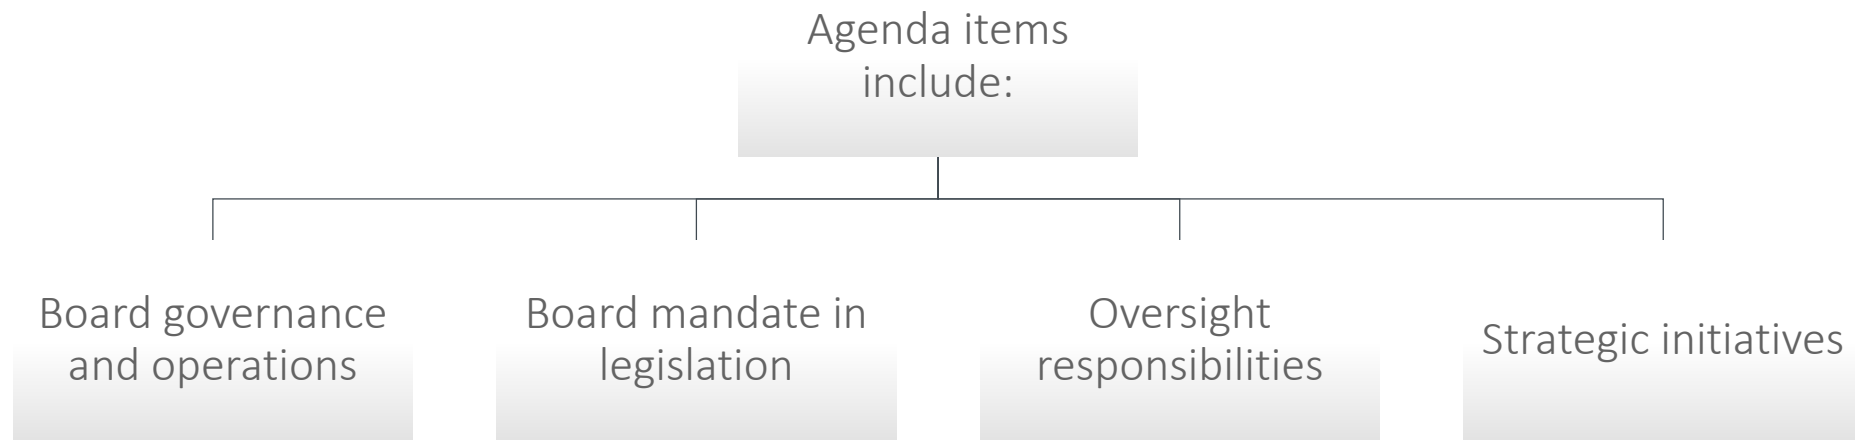 Agenda items
include:
Board governance
and operations
Board mandate in
legislation
Oversight
responsibilities
Strategic initiatives